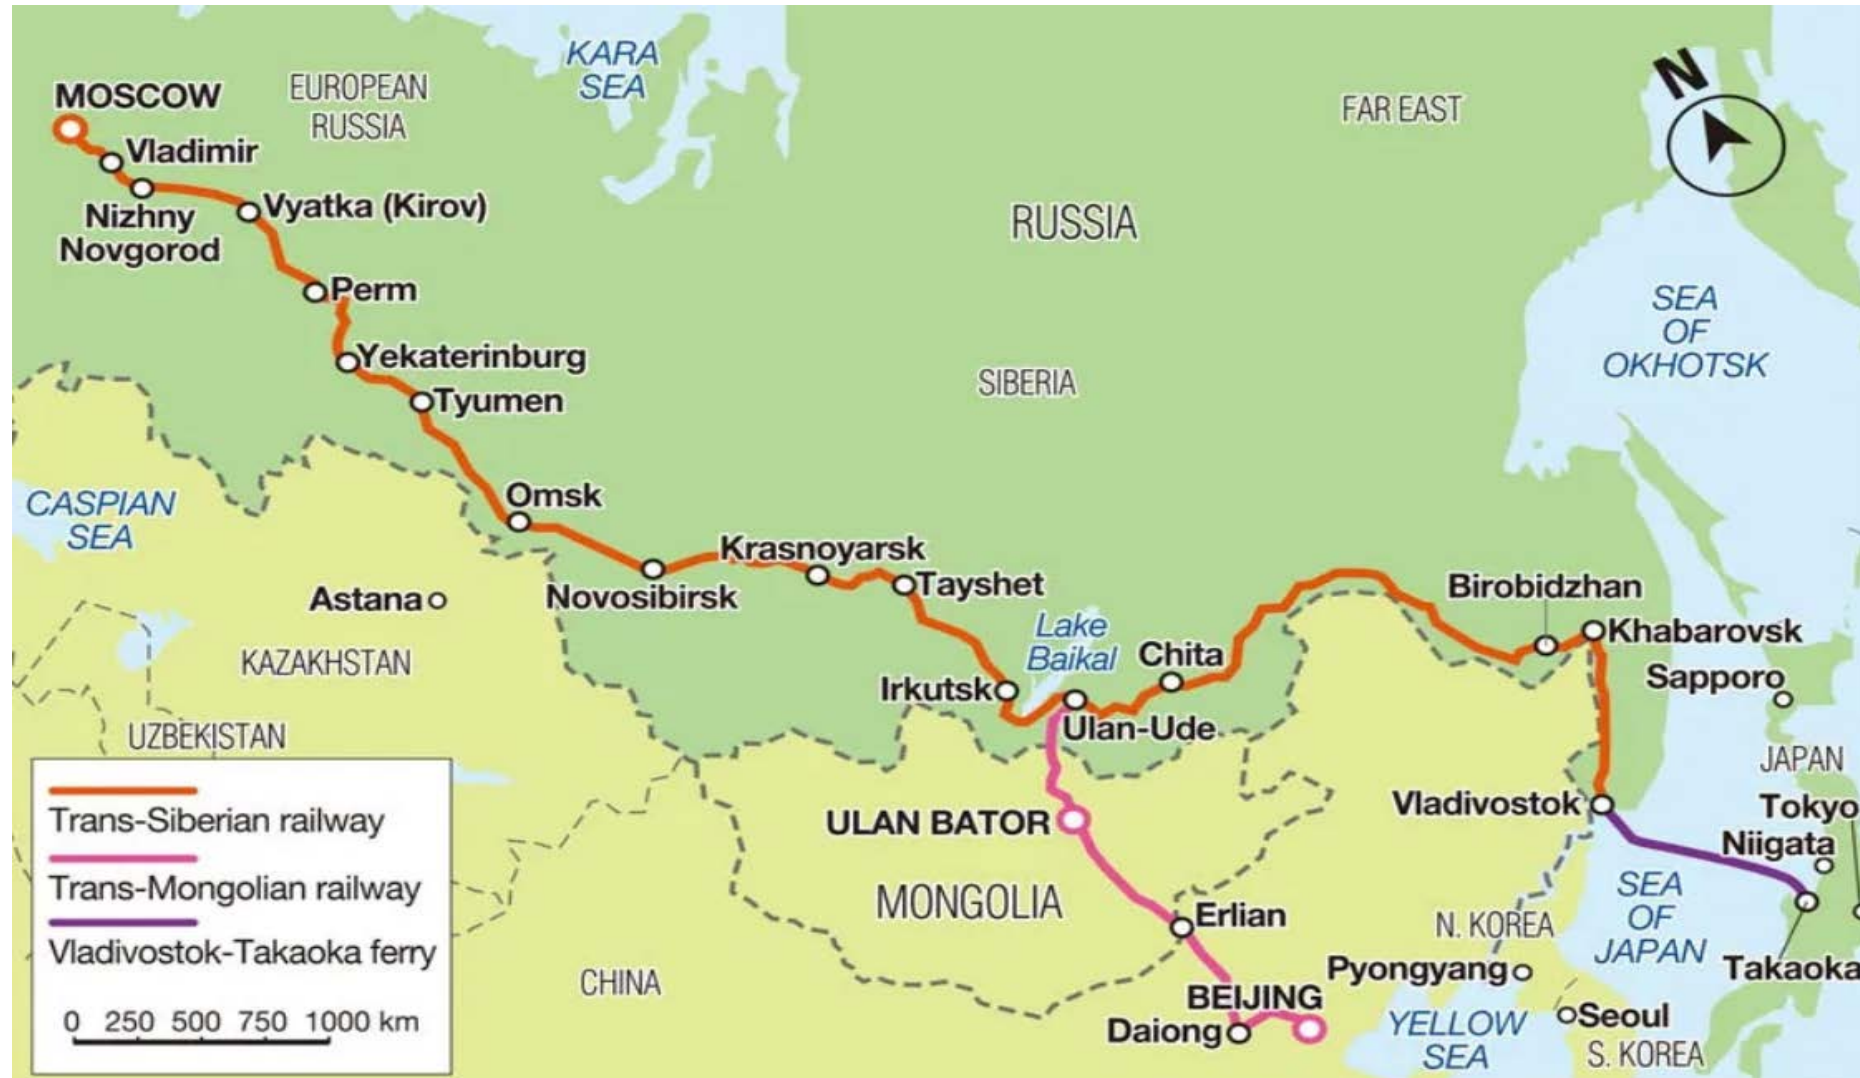 KARA
SEA
N
MOSCOW
EUROPEAN
RUSSIA
FAR EAST
Vladimir
Nizhny
Novgorod
Vyatka (Kirov)
RUSSIA
Perm
SEA
OF
OKHOTSK
Yekaterinburg
SIBERIA
Tyumen
CASPIAN
SEA
Omsk
Krasnoyarsk
Novosibirsk
Tayshet
Birobidzhan
Astana
Lake
Baikal
Chita
Khabarovsk
KAZAKHSTAN
Irkutsk
Sapporo
UZBEKISTAN
Ulan-Ude
JAPAN
Trans-Siberian railway
Trans-Mongolian railway
Vladivostok-Takaoka ferry
0 250 500 750 1000 km
ULAN BATOR
Vladivostok
Tokyo
Niigata
MONGOLIA
Erlian
SEA
OF
JAPAN
N. KOREA
CHINA
Pyongyang
Takaoka
BEIJING
Daiong
YELLOW
SEA
Seoul
S. KOREA